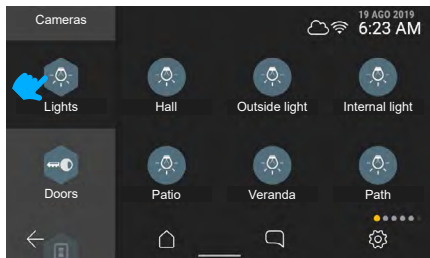 Cameras
19 AGO 2019
6:23 AM
Lights
Hall
Outside light
Internal light
Doors
Patio
Veranda
Path